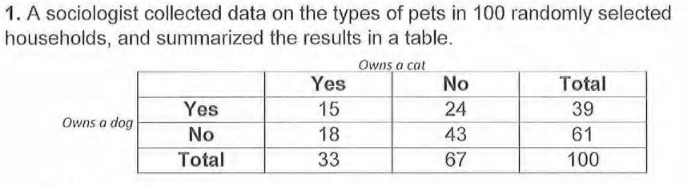 1. A sociologist collected data on the types of pets in 100 randomly selected
households, and summarized the results in a table.
Owns a cat
Yes No Total
Owns a dog Yes 15 24 39
No 18 43 61
Total 33 67 100